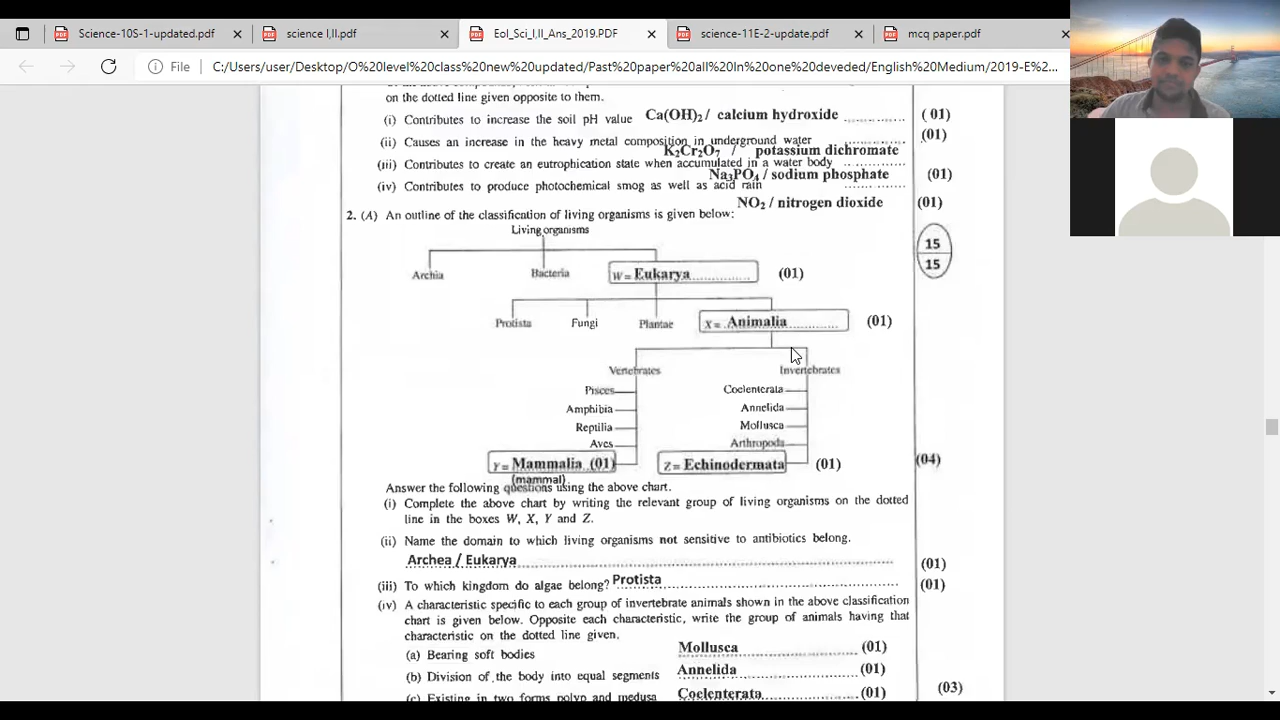 Science-10S-1-updated.pdf
science I,II.pdf
Eol_Sci_I,II_Ans_2019.PDF
science-11E-2-update.pdf
mcq paper.pdf
File C:/Users/user/Desktop/O%20level%20class%20new%20updated/Past%20paper%20all%20In%20one%20deveded/English%20Medium/2019-E%2...
on the dotted line given opposite to them.
(i) Contributes to increase the soil pH value Ca(OH)2 / calcium hydroxide (01)
(ii) Causes an increase in the heavy metal composition in underground water (01)
K2Cr2O7 / potassium dichromate
(iii) Contributes to create an eutrophication state when accumulated in a water body
Na3PO4 / sodium phosphate (01)
(iv) Contributes to produce photochemical smog as well as acid rain
NO2 / nitrogen dioxide (01)
2. (A) An outline of the classification of living organisms is given below:
Living organisms
15
15
Archia Bacteria W = Eukarya (01)
Protista Fungi Plantae X = Animalia (01)
Vertebrates Invertebrates
Pisces Coelenterata
Amphibia Annelida
Reptilia Mollusca
Aves Arthropoda
Y = Mammalia (01) Z = Echinodermata (01) (04)
(mammal)
Answer the following questions using the above chart.
(i) Complete the above chart by writing the relevant group of living organisms on the dotted
line in the boxes W, X, Y and Z.
(ii) Name the domain to which living organisms not sensitive to antibiotics belong.
Archea / Eukarya (01)
(iii) To which kingdom do algae belong? Protista (01)
(iv) A characteristic specific to each group of invertebrate animals shown in the above classification
chart is given below. Opposite each characteristic, write the group of animals having that
characteristic on the dotted line given.
(a) Bearing soft bodies Mollusca (01)
(b) Division of the body into equal segments Annelida (01)
(c) Existing in two forms polyp and medusa Coelenterata (01) (03)